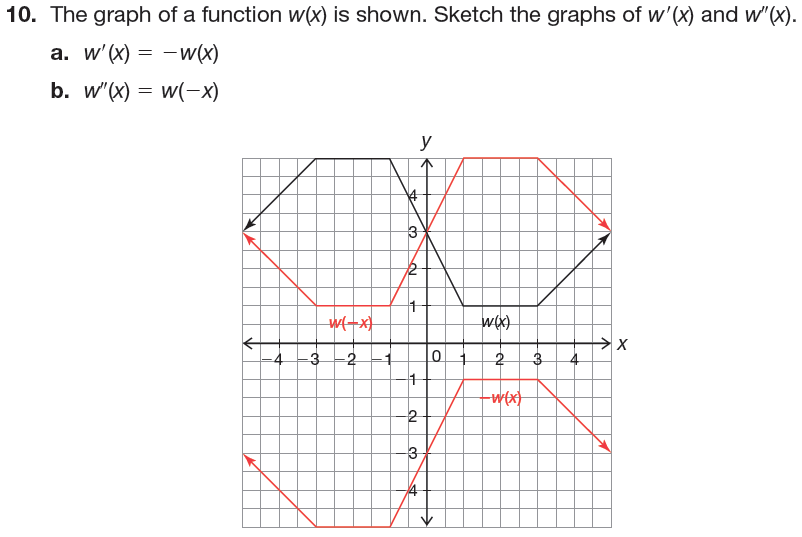 10. The graph of a function w(x) is shown. Sketch the graphs of w′(x) and w″(x).
a. w′(x) = −w(x)
b. w″(x) = w(−x)
y
4
3
2
1
w(−x)
w(x)
x
−4 −3 −2 −1 0 1 2 3 4
−1
−w(x)
−2
−3
−4